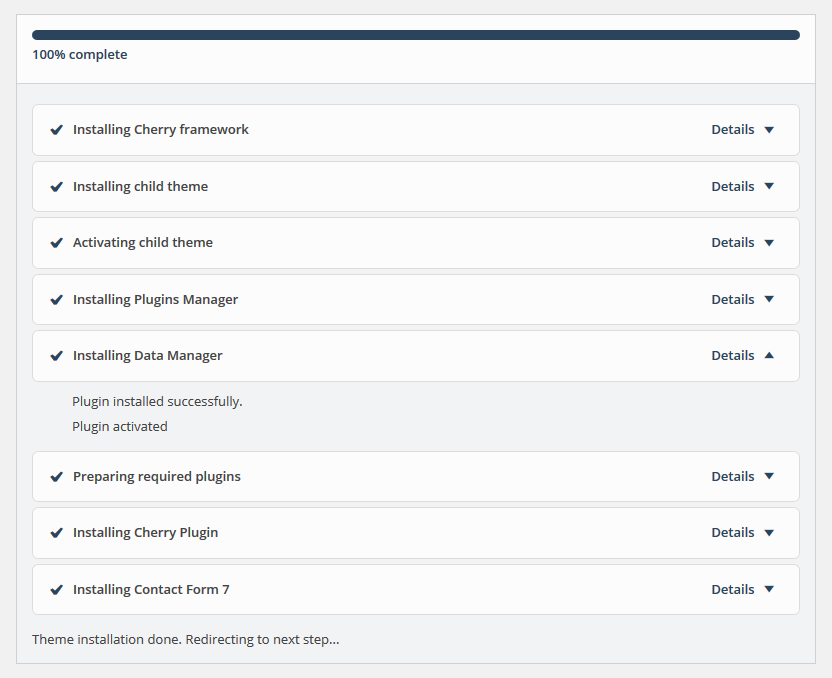 100% complete
Installing Cherry framework Details
Installing child theme Details
Activating child theme Details
Installing Plugins Manager Details
Installing Data Manager Details
Plugin installed successfully.
Plugin activated
Preparing required plugins Details
Installing Cherry Plugin Details
Installing Contact Form 7 Details
Theme installation done. Redirecting to next step...